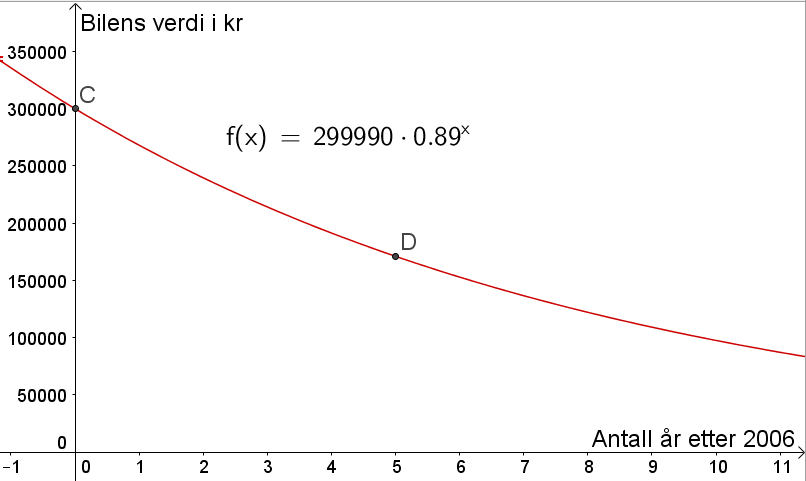 Bilens verdi i kr
350000
C
300000
f(x) = 299990 · 0.89^x
250000
200000
D
150000
100000
50000
0
Antall år etter 2006
−1 0 1 2 3 4 5 6 7 8 9 10 11